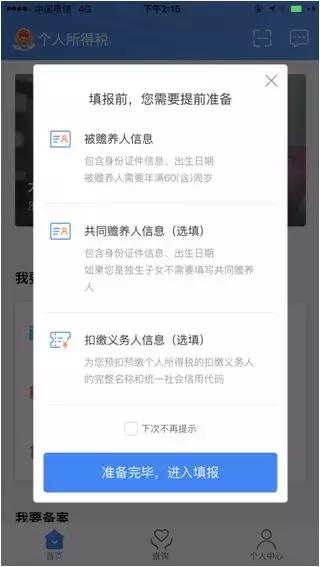 中国电信 4G 下午2:15
个人所得税
填报前，您需要提前准备
被赡养人信息
包含身份证件信息、出生日期
被赡养人需要年满60(含)周岁
共同赡养人信息（选填）
包含身份证件信息、出生日期
如果您是独生子女不需要填写共同赡养
人
扣缴义务人信息（选填）
为您预扣预缴个人所得税的扣缴义务人
的完整名称和统一社会信用代码
下次不再提示
准备完毕，进入填报
我要备案
首页 查询 个人中心